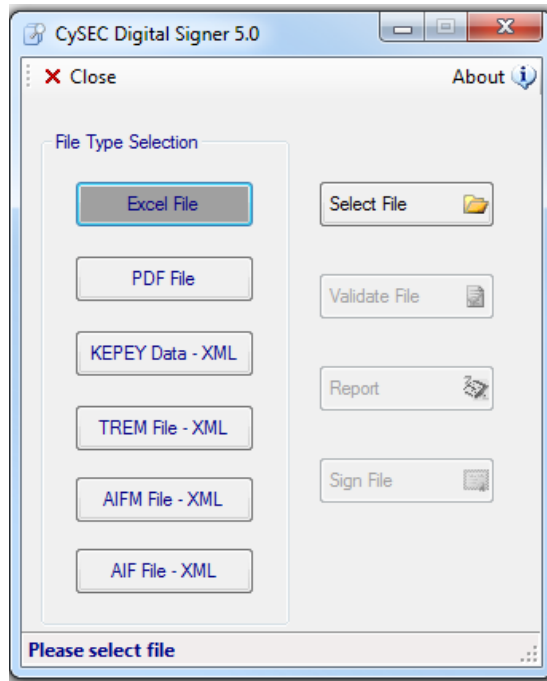 CySEC Digital Signer 5.0
Close
About
File Type Selection
Excel File
Select File
PDF File
Validate File
KEPEY Data - XML
Report
TREM File - XML
Sign File
AIFM File - XML
AIF File - XML
Please select file